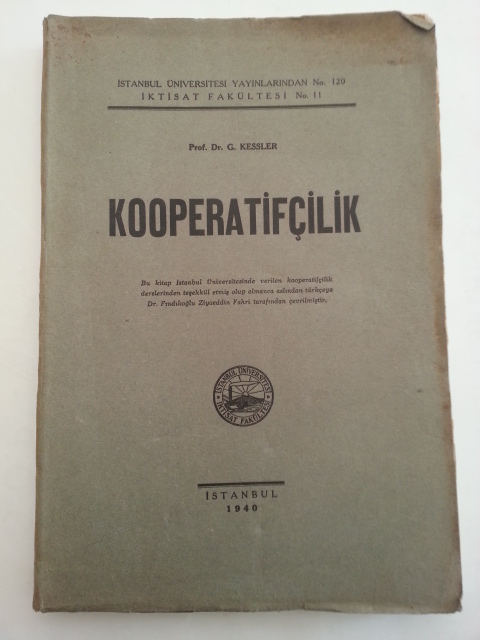 İSTANBUL ÜNİVERSİTESİ YAYINLARINDAN No. 120
İKTİSAT FAKÜLTESİ No. 11
Prof. Dr. G. KESSLER
KOOPERATİFÇİLİK
Bu kitap Istanbul Üniversitesinde verilen kooperatifçilik
derslerinden teşekkül etmiş olup almanca aslından türkçeye
Dr. Fındıkoğlu Ziyaeddin Fahri tarafından çevrilmiştir.
İSTANBUL ÜNİVERSİTESİ
İKTİSAT FAKÜLTESİ
İSTANBUL
1940